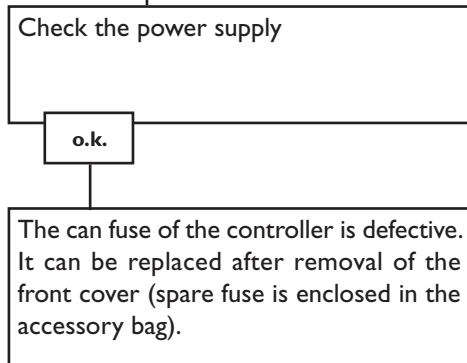 Check the power supply
o.k.
The can fuse of the controller is defective.
It can be replaced after removal of the
front cover (spare fuse is enclosed in the
accessory bag).